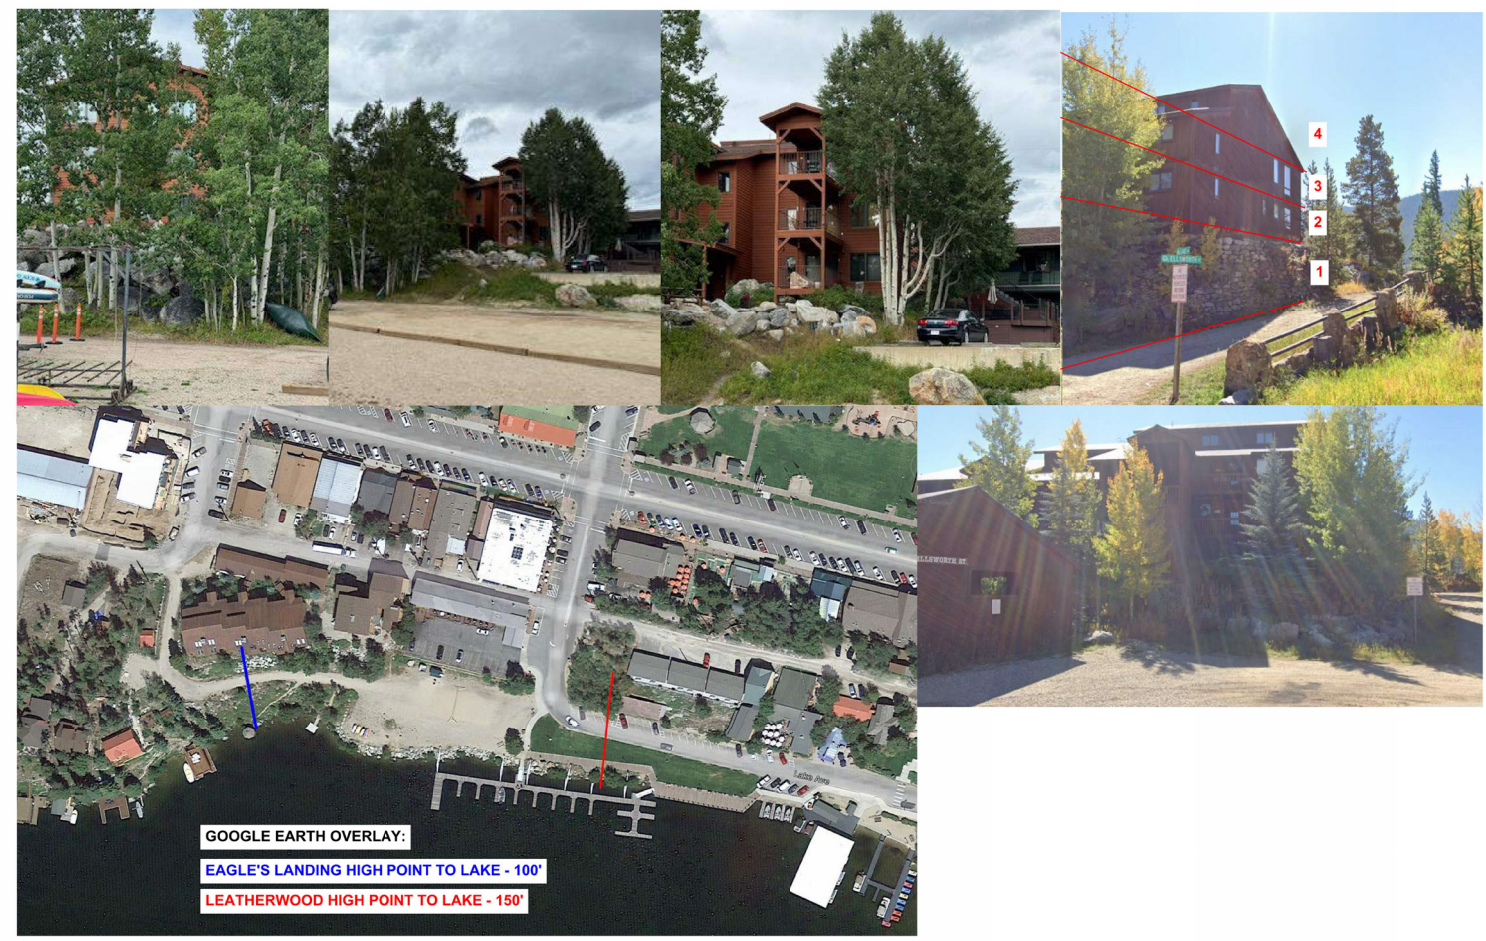 4
3
2
1
ELLSWORTH ST.
Lake Ave
GOOGLE EARTH OVERLAY:
EAGLE'S LANDING HIGH POINT TO LAKE - 100'
LEATHERWOOD HIGH POINT TO LAKE - 150'